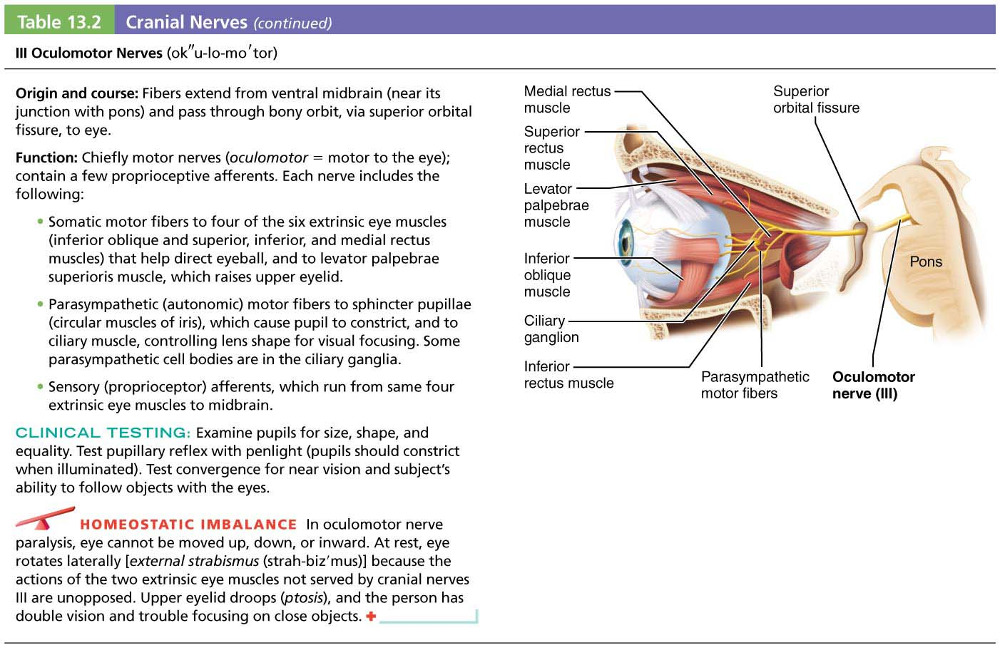 Table 13.2 Cranial Nerves (continued)
III Oculomotor Nerves (ok″u-lo-mo′tor)
Origin and course: Fibers extend from ventral midbrain (near its
junction with pons) and pass through bony orbit, via superior orbital
fissure, to eye.
Function: Chiefly motor nerves (oculomotor = motor to the eye);
contain a few proprioceptive afferents. Each nerve includes the
following:
• Somatic motor fibers to four of the six extrinsic eye muscles
(inferior oblique and superior, inferior, and medial rectus
muscles) that help direct eyeball, and to levator palpebrae
superioris muscle, which raises upper eyelid.
• Parasympathetic (autonomic) motor fibers to sphincter pupillae
(circular muscles of iris), which cause pupil to constrict, and to
ciliary muscle, controlling lens shape for visual focusing. Some
parasympathetic cell bodies are in the ciliary ganglia.
• Sensory (proprioceptor) afferents, which run from same four
extrinsic eye muscles to midbrain.
CLINICAL TESTING: Examine pupils for size, shape, and
equality. Test pupillary reflex with penlight (pupils should constrict
when illuminated). Test convergence for near vision and subject's
ability to follow objects with the eyes.
HOMEOSTATIC IMBALANCE In oculomotor nerve
paralysis, eye cannot be moved up, down, or inward. At rest, eye
rotates laterally [external strabismus (strah-biz′mus)] because the
actions of the two extrinsic eye muscles not served by cranial nerves
III are unopposed. Upper eyelid droops (ptosis), and the person has
double vision and trouble focusing on close objects. +
Medial rectus
muscle
Superior
rectus
muscle
Levator
palpebrae
muscle
Inferior
oblique
muscle
Ciliary
ganglion
Inferior
rectus muscle
Superior
orbital fissure
Pons
Parasympathetic
motor fibers
Oculomotor
nerve (III)